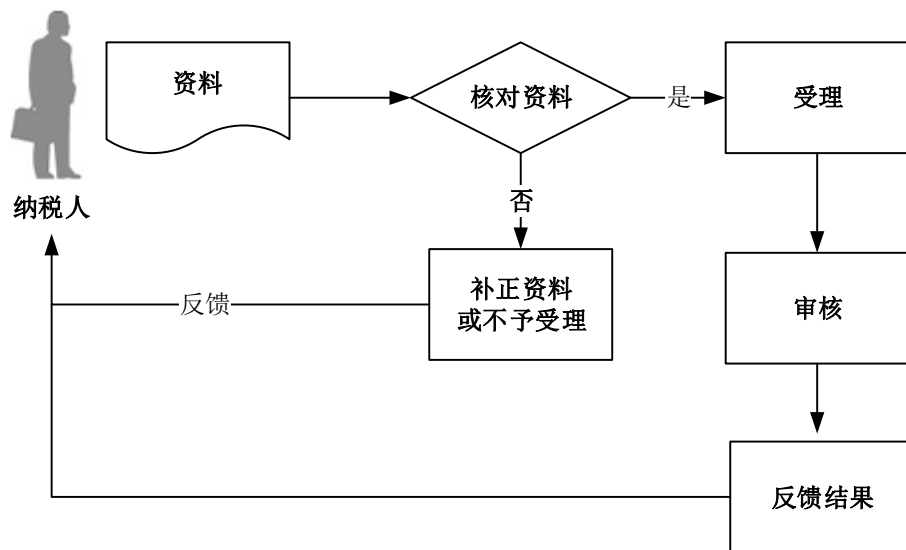 资料
核对资料
是
受理
纳税人
否
补正资料
或不予受理
反馈
审核
反馈结果